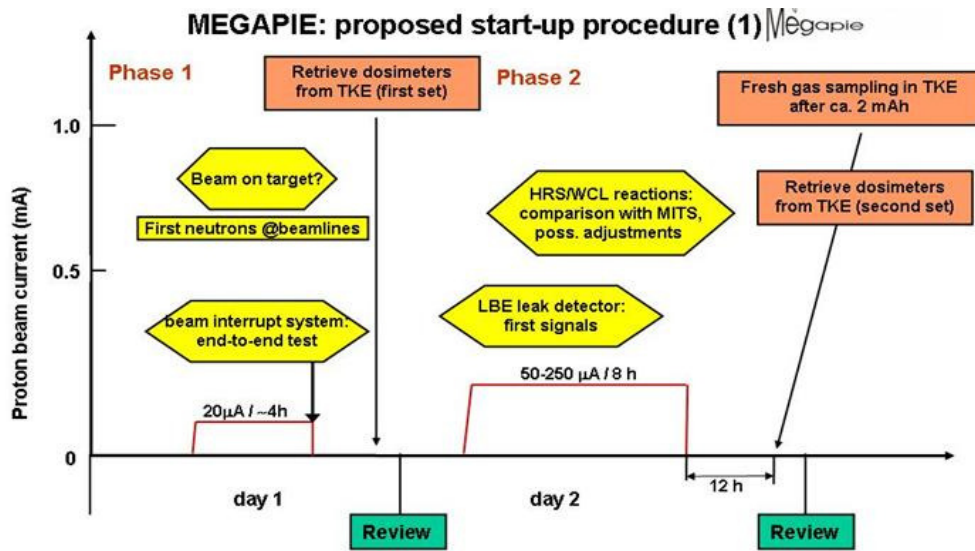 MEGAPIE: proposed start-up procedure (1)
Megapie
Phase 1
Retrieve dosimeters
from TKE (first set)
Phase 2
Fresh gas sampling in TKE
after ca. 2 mAh
1.0
Beam on target?
First neutrons @beamlines
HRS/WCL reactions:
comparison with MITS,
poss. adjustments
Retrieve dosimeters
from TKE (second set)
0.5
Proton beam current (mA)
beam interrupt system:
end-to-end test
LBE leak detector:
first signals
20µA / ~4h
50-250 µA / 8 h
0
day 1
day 2
12 h
Review
Review